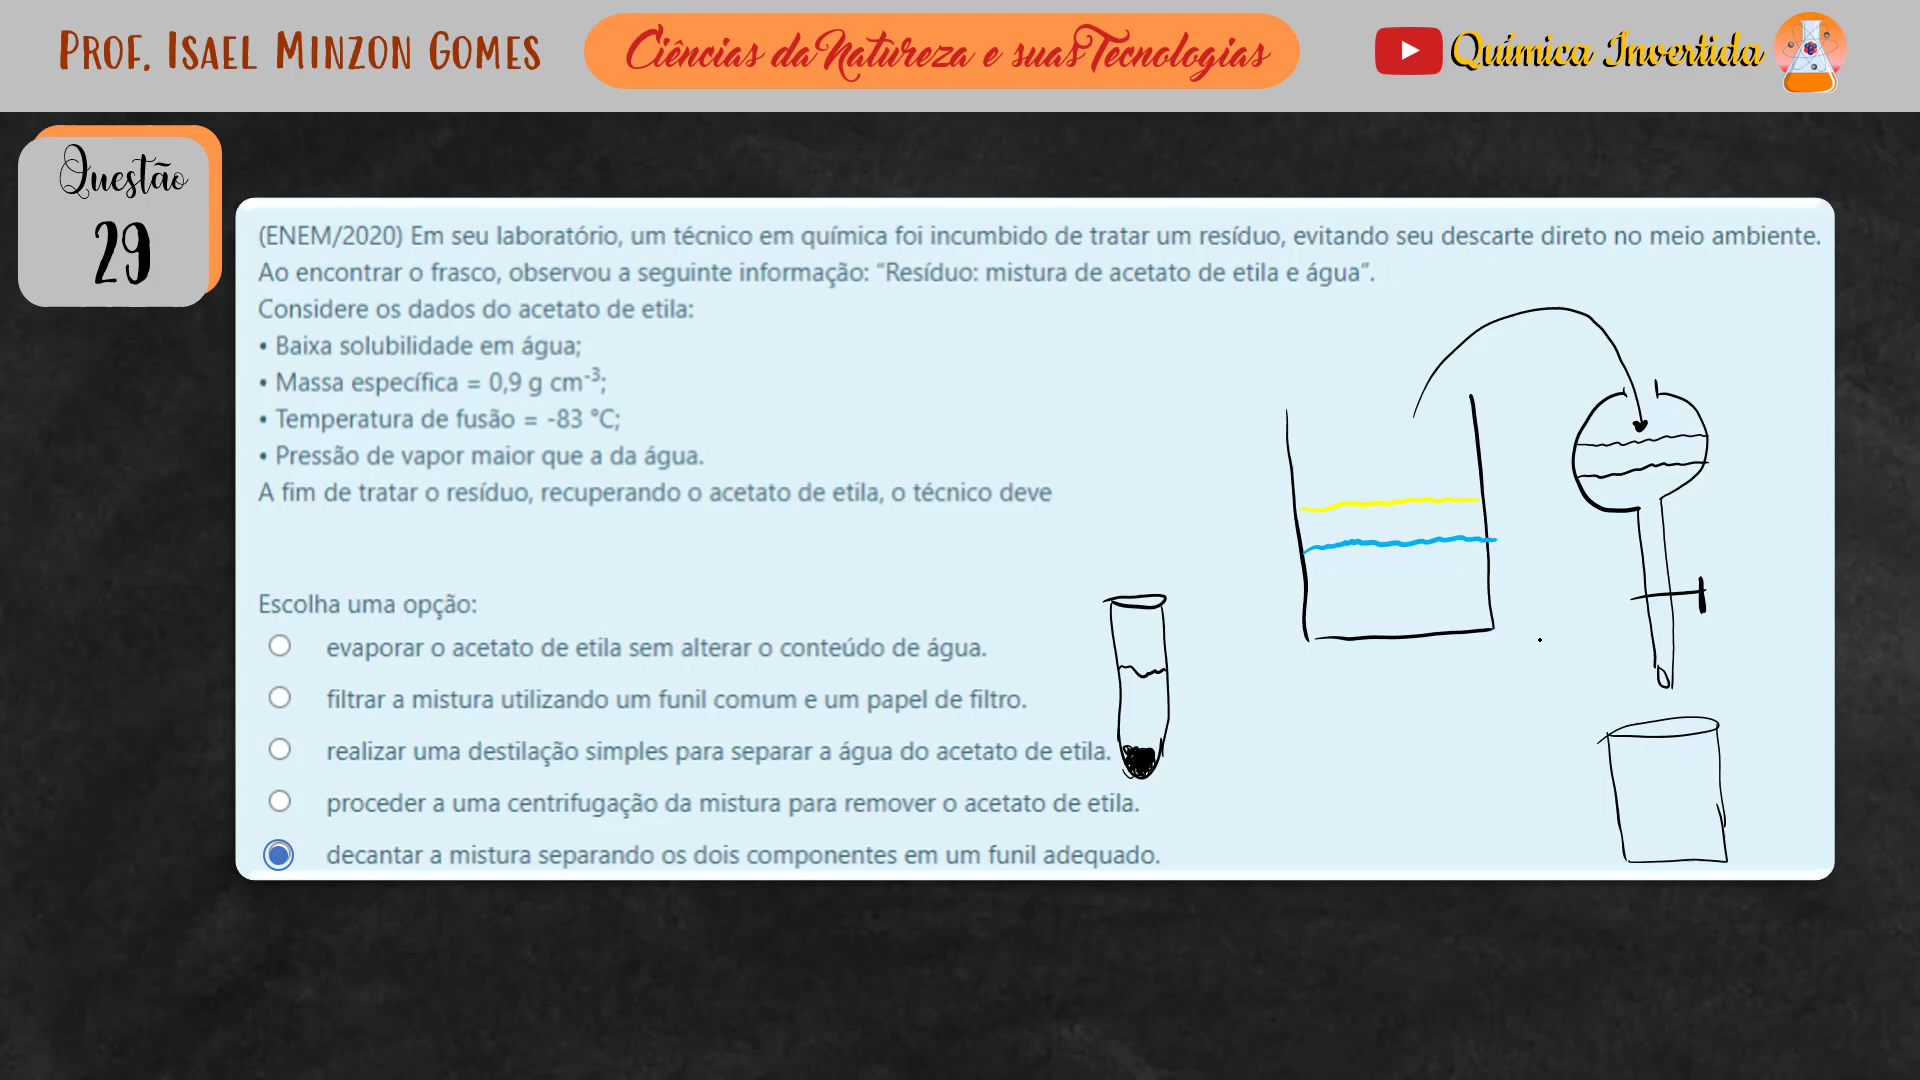 PROF. ISAEL MINZON GOMES
Ciências da Natureza e suas Tecnologias
Química Invertida
Questão
29
(ENEM/2020) Em seu laboratório, um técnico em química foi incumbido de tratar um resíduo, evitando seu descarte direto no meio ambiente.
Ao encontrar o frasco, observou a seguinte informação: “Resíduo: mistura de acetato de etila e água”.
Considere os dados do acetato de etila:
• Baixa solubilidade em água;
• Massa específica = 0,9 g cm⁻³;
• Temperatura de fusão = -83 °C;
• Pressão de vapor maior que a da água.
A fim de tratar o resíduo, recuperando o acetato de etila, o técnico deve
Escolha uma opção:
evaporar o acetato de etila sem alterar o conteúdo de água.
filtrar a mistura utilizando um funil comum e um papel de filtro.
realizar uma destilação simples para separar a água do acetato de etila.
proceder a uma centrifugação da mistura para remover o acetato de etila.
decantar a mistura separando os dois componentes em um funil adequado.